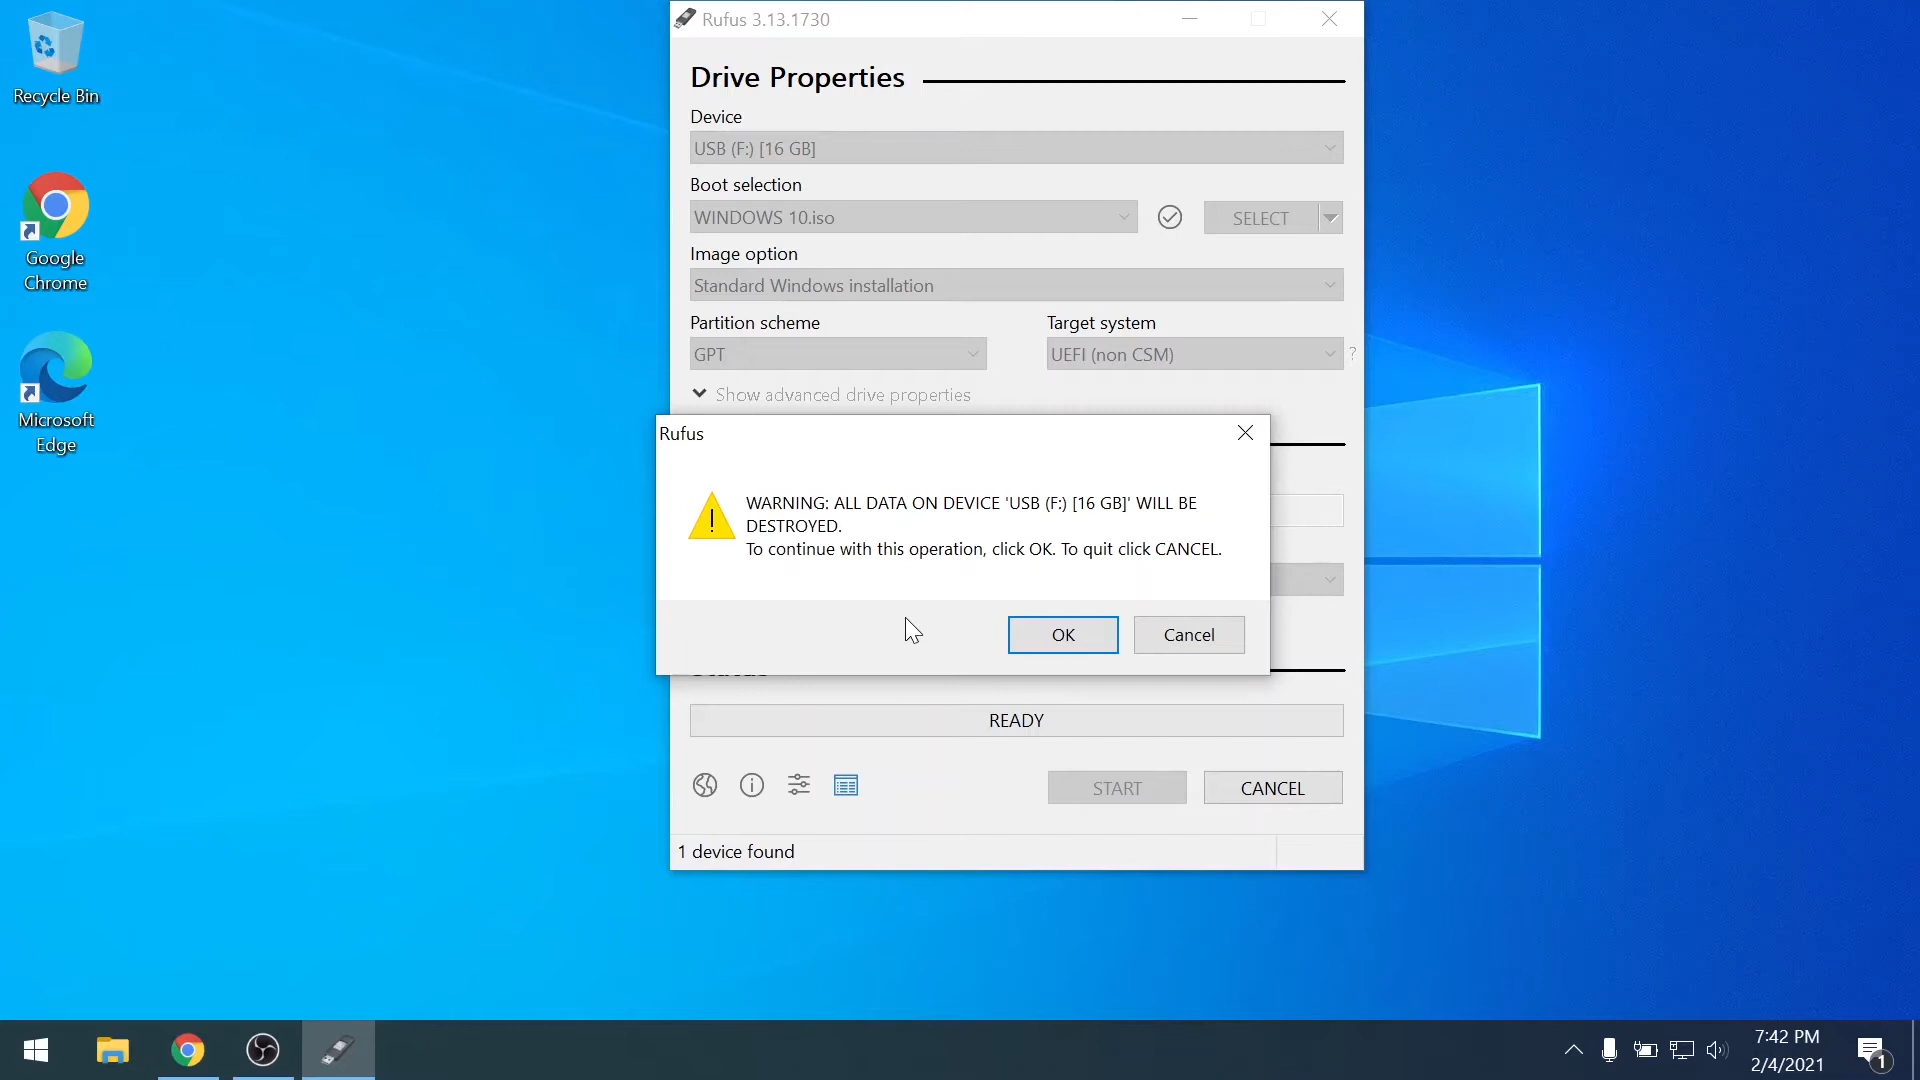 Recycle Bin
Google
Chrome
Microsoft
Edge
Rufus 3.13.1730
Drive Properties
Device
USB (F:) [16 GB]
Boot selection
WINDOWS 10.iso
SELECT
Image option
Standard Windows installation
Partition scheme
Target system
GPT
UEFI (non CSM)
?
Show advanced drive properties
Rufus
WARNING: ALL DATA ON DEVICE 'USB (F:) [16 GB]' WILL BE
DESTROYED.
To continue with this operation, click OK. To quit click CANCEL.
OK
Cancel
READY
START
CANCEL
1 device found
7:42 PM
2/4/2021
1